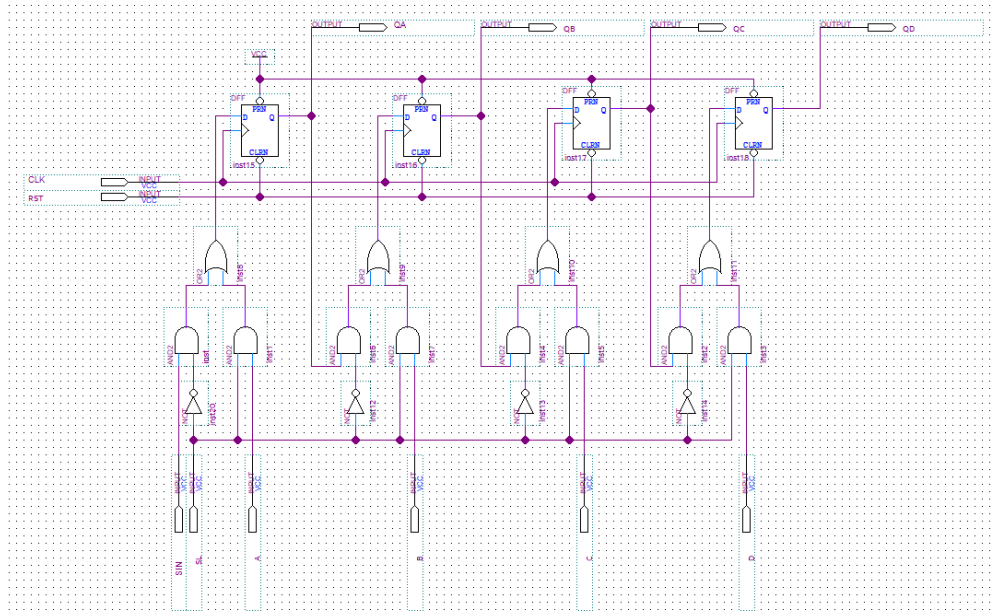 OUTPUT
QA
OUTPUT
QB
OUTPUT
QC
OUTPUT
QD
VCC
DFF
PRN
D
Q
CLRN
inst15
DFF
PRN
D
Q
CLRN
inst16
DFF
PRN
D
Q
CLRN
inst17
DFF
PRN
D
Q
CLRN
inst18
CLK
INPUT
VCC
RST
INPUT
VCC
OR2
inst8
OR2
inst9
OR2
inst10
OR2
inst11
AND2
inst
AND2
inst1
AND2
inst6
AND2
inst7
AND2
inst4
AND2
inst5
AND2
inst2
AND2
inst3
NOT
inst20
NOT
inst12
NOT
inst13
NOT
inst14
INPUT
VCC
INPUT
VCC
INPUT
VCC
INPUT
VCC
INPUT
VCC
INPUT
VCC
SIN
SL
A
B
C
D